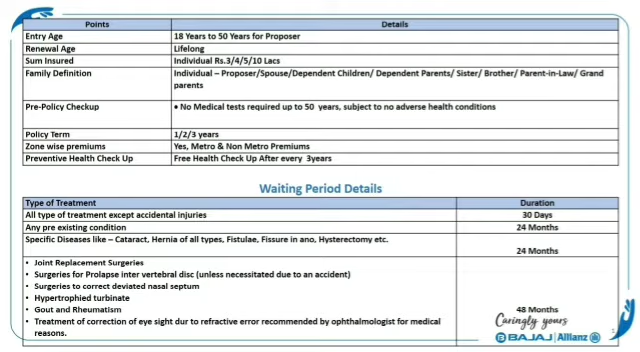 Points Details
Entry Age 18 Years to 50 Years for Proposer
Renewal Age Lifelong
Sum Insured Individual Rs.3/4/5/10 Lacs
Family Definition Individual – Proposer/Spouse/Dependent Children/ Dependent Parents/ Sister/ Brother/ Parent-in-Law/ Grand
parents
Pre-Policy Checkup • No Medical tests required up to 50 years, subject to no adverse health conditions
Policy Term 1/2/3 years
Zone wise premiums Yes, Metro & Non Metro Premiums
Preventive Health Check Up Free Health Check Up After every 3years
Waiting Period Details
Type of Treatment Duration
All type of treatment except accidental injuries 30 Days
Any pre existing condition 24 Months
Specific Diseases like – Cataract, Hernia of all types, Fistulae, Fissure in ano, Hysterectomy etc.
24 Months
• Joint Replacement Surgeries
• Surgeries for Prolapse inter vertebral disc (unless necessitated due to an accident)
• Surgeries to correct deviated nasal septum
• Hypertrophied turbinate
• Gout and Rheumatism 48 Months
• Treatment of correction of eye sight dur to refractive error recommended by ophthalmologist for medical
reasons.
Caringly yours
BAJAJ Allianz